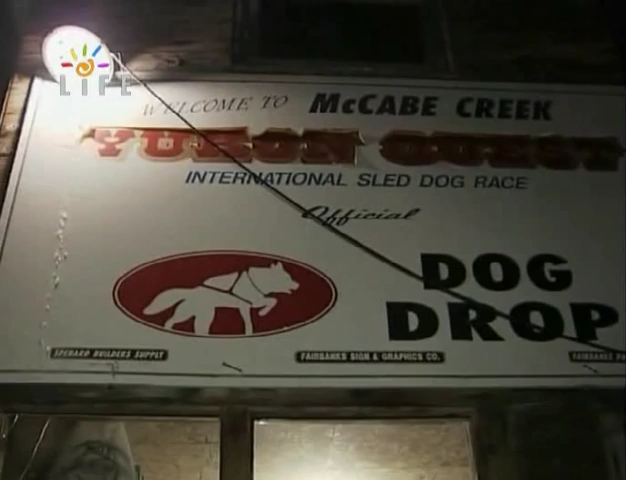 LIFE
WELCOME TO McCABE CREEK
YUKON QUEST
INTERNATIONAL SLED DOG RACE
Official
DOG
DROP
SPENARD BUILDERS SUPPLY
FAIRBANKS SIGN & GRAPHICS CO.
FAIRBANKS